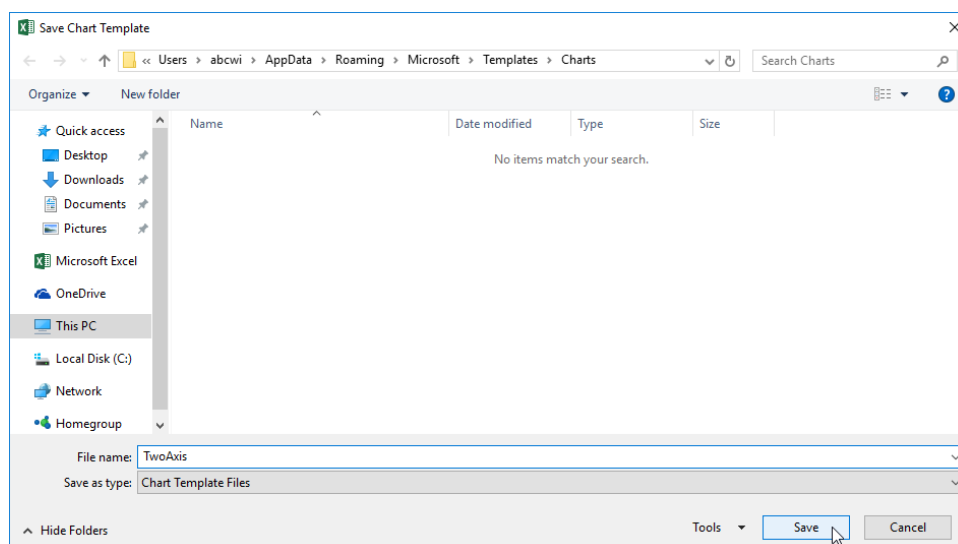 Save Chart Template
« Users › abcwi › AppData › Roaming › Microsoft › Templates › Charts
Search Charts
Organize
New folder
Name
Date modified
Type
Size
Quick access
Desktop
Downloads
Documents
Pictures
Microsoft Excel
OneDrive
This PC
Local Disk (C:)
Network
Homegroup
No items match your search.
File name: TwoAxis
Save as type: Chart Template Files
Hide Folders
Tools
Save
Cancel